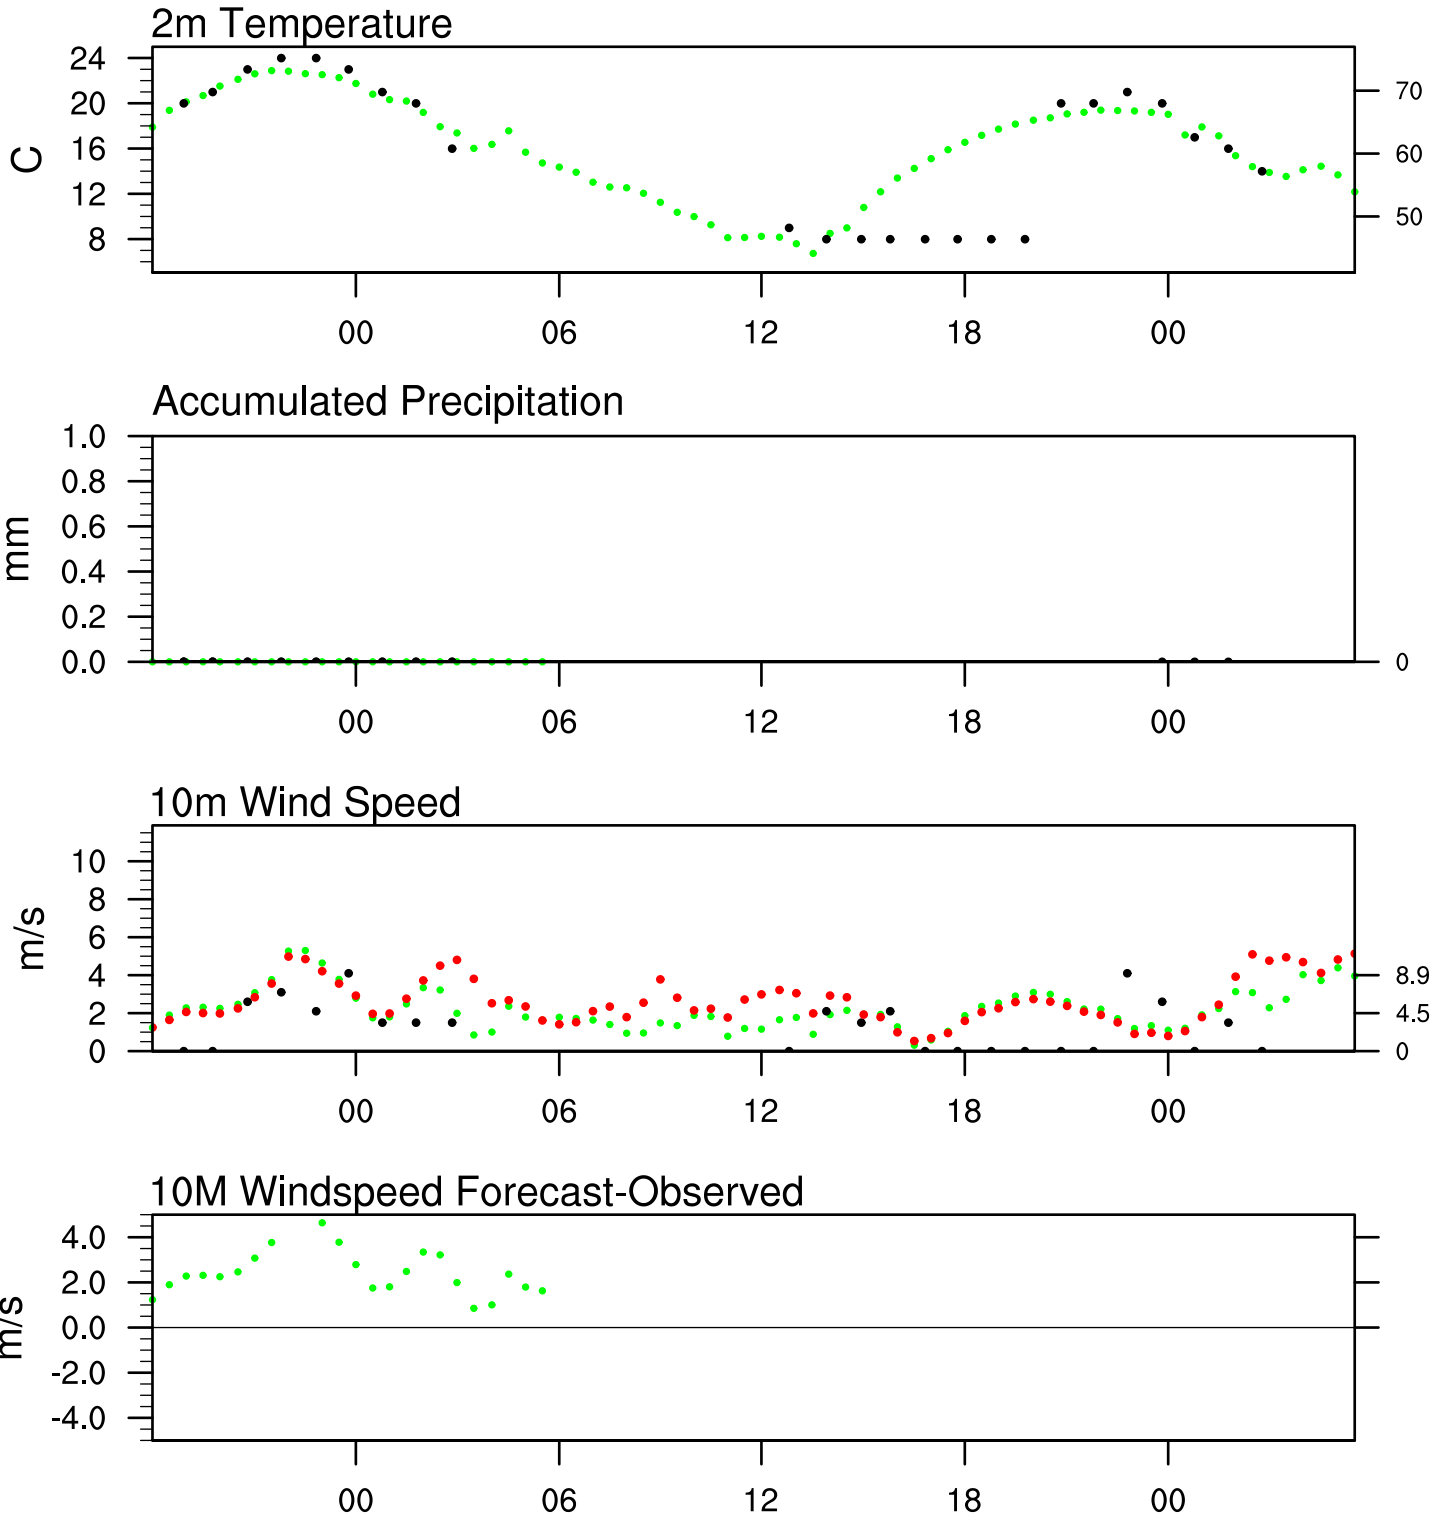 2m Temperature
24
20
16
12
8
C
70
60
50
00 06 12 18 00
Accumulated Precipitation
1.0
0.8
0.6
0.4
0.2
0.0
mm
0
00 06 12 18 00
10m Wind Speed
10
8
6
4
2
0
m/s
8.9
4.5
0
00 06 12 18 00
10M Windspeed Forecast-Observed
4.0
2.0
0.0
-2.0
-4.0
m/s
00 06 12 18 00